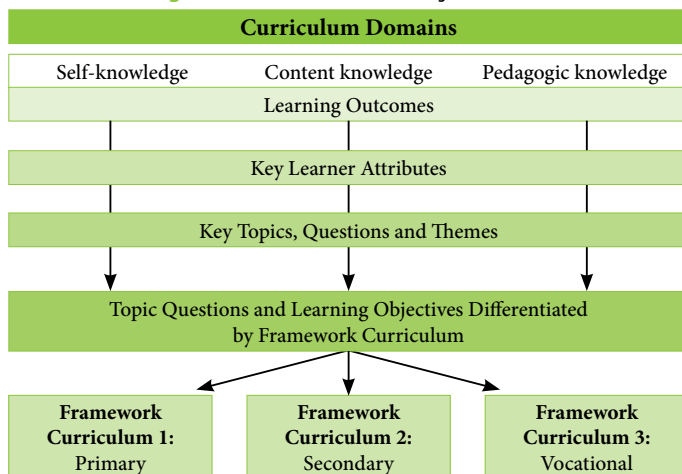 Curriculum Domains
Self-knowledge Content knowledge Pedagogic knowledge
Learning Outcomes
Key Learner Attributes
Key Topics, Questions and Themes
Topic Questions and Learning Objectives Differentiated
by Framework Curriculum
Framework
Curriculum 1:
Primary
Framework
Curriculum 2:
Secondary
Framework
Curriculum 3:
Vocational